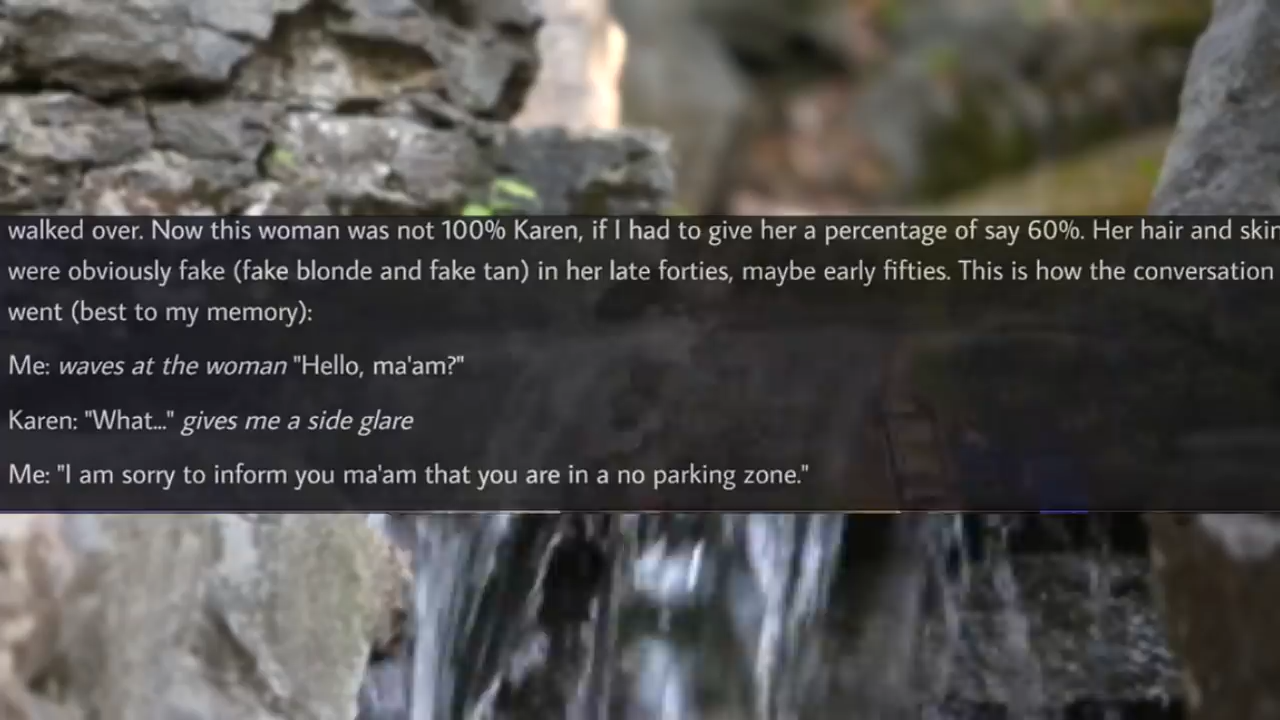 walked over. Now this woman was not 100% Karen, if I had to give her a percentage of say 60%. Her hair and skin
were obviously fake (fake blonde and fake tan) in her late forties, maybe early fifties. This is how the conversation
went (best to my memory):
Me: waves at the woman "Hello, ma'am?"
Karen: "What..." gives me a side glare
Me: "I am sorry to inform you ma'am that you are in a no parking zone."